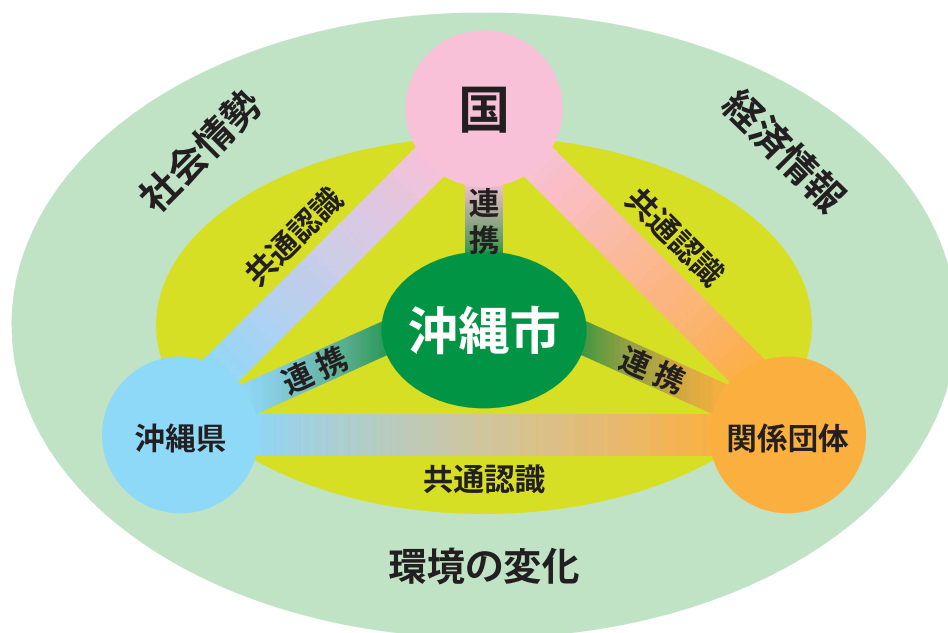 国
社会情勢
経済情報
共通認識
連携
共通認識
沖縄市
連携
連携
沖縄県
関係団体
共通認識
環境の変化